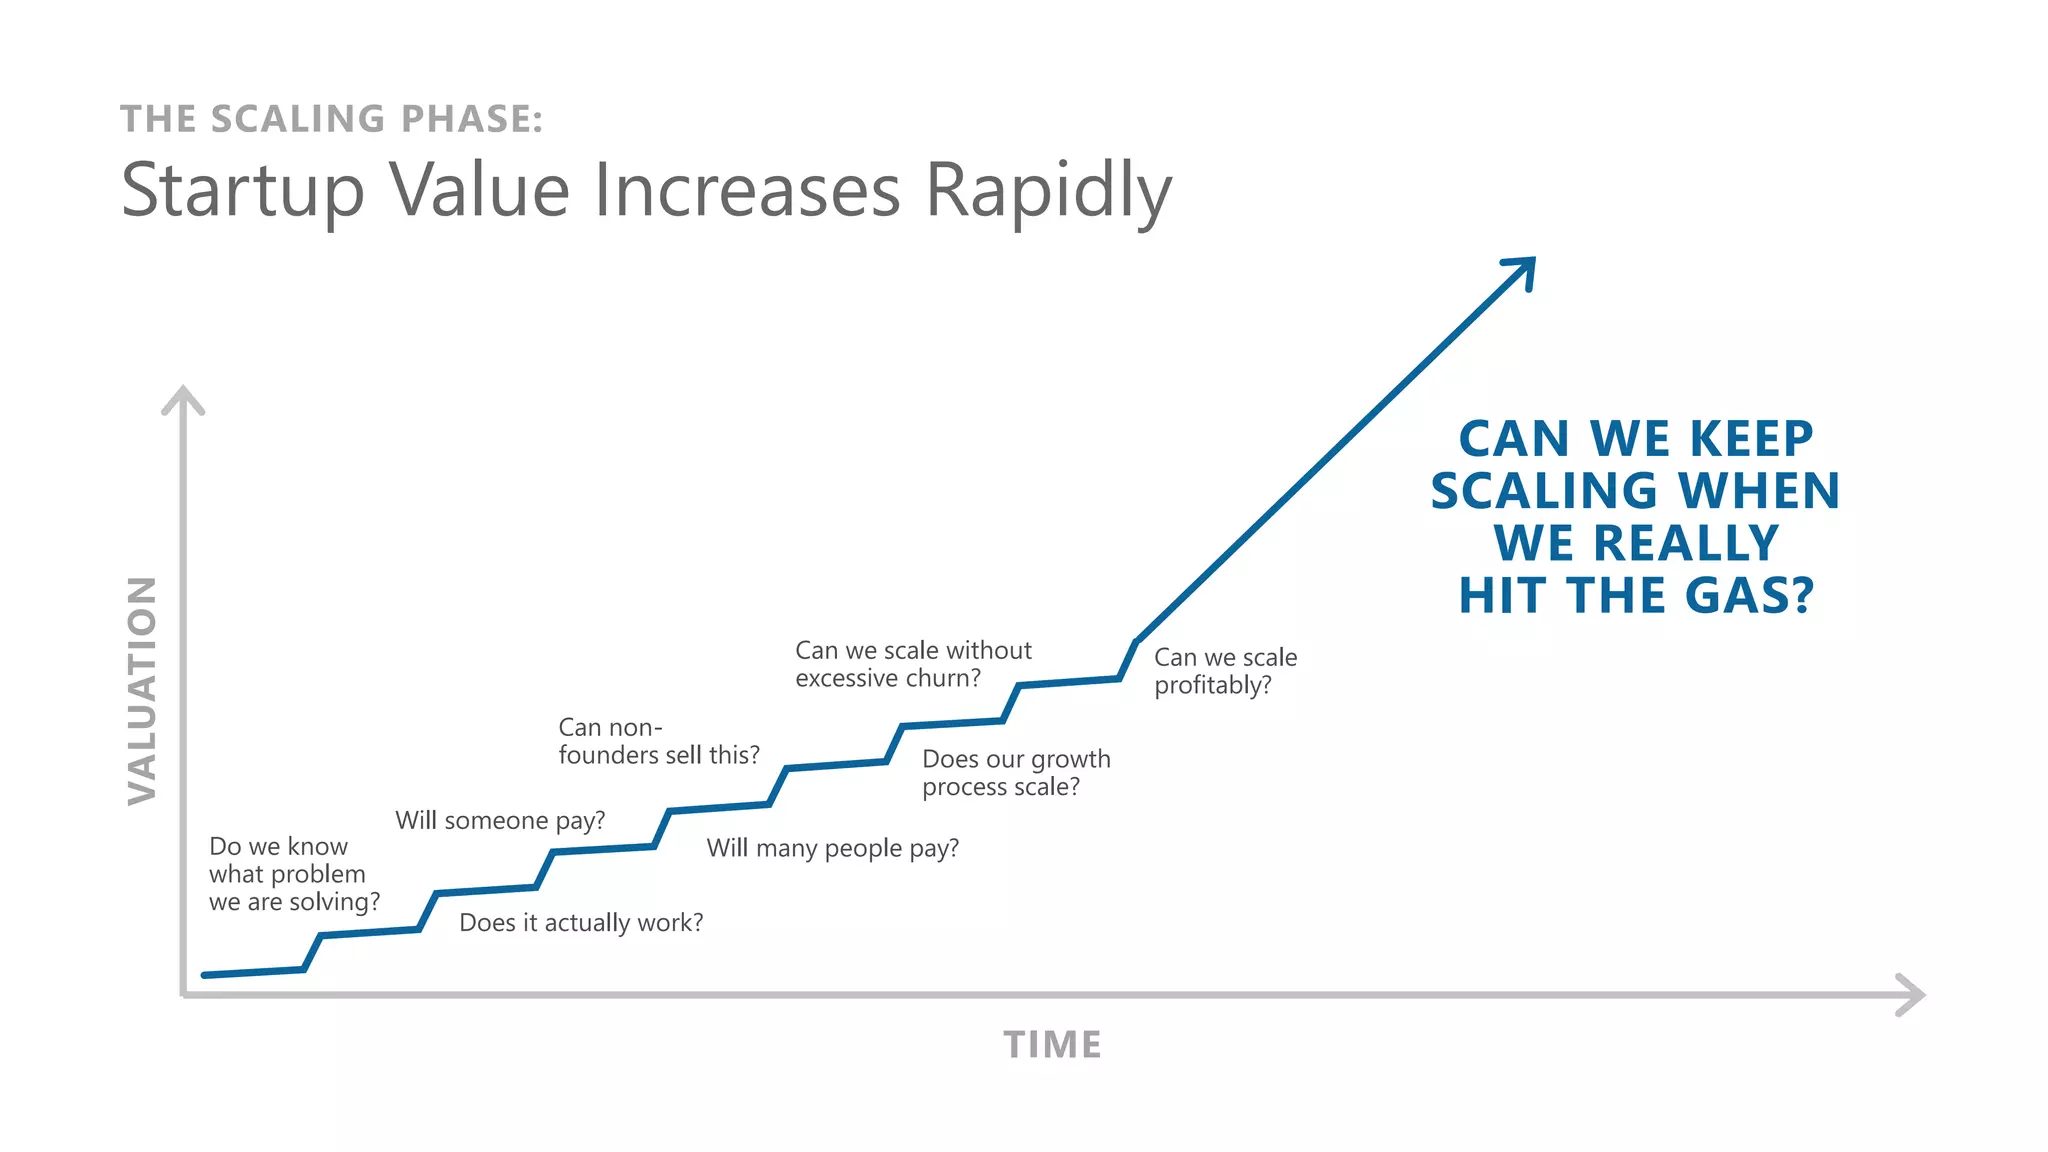 THE SCALING PHASE:
Startup Value Increases Rapidly
CAN WE KEEP
SCALING WHEN
WE REALLY
HIT THE GAS?
VALUATION
Do we know
what problem
we are solving?
Does it actually work?
Will someone pay?
Will many people pay?
Can non-
founders sell this?
Does our growth
process scale?
Can we scale without
excessive churn?
Can we scale
profitably?
TIME